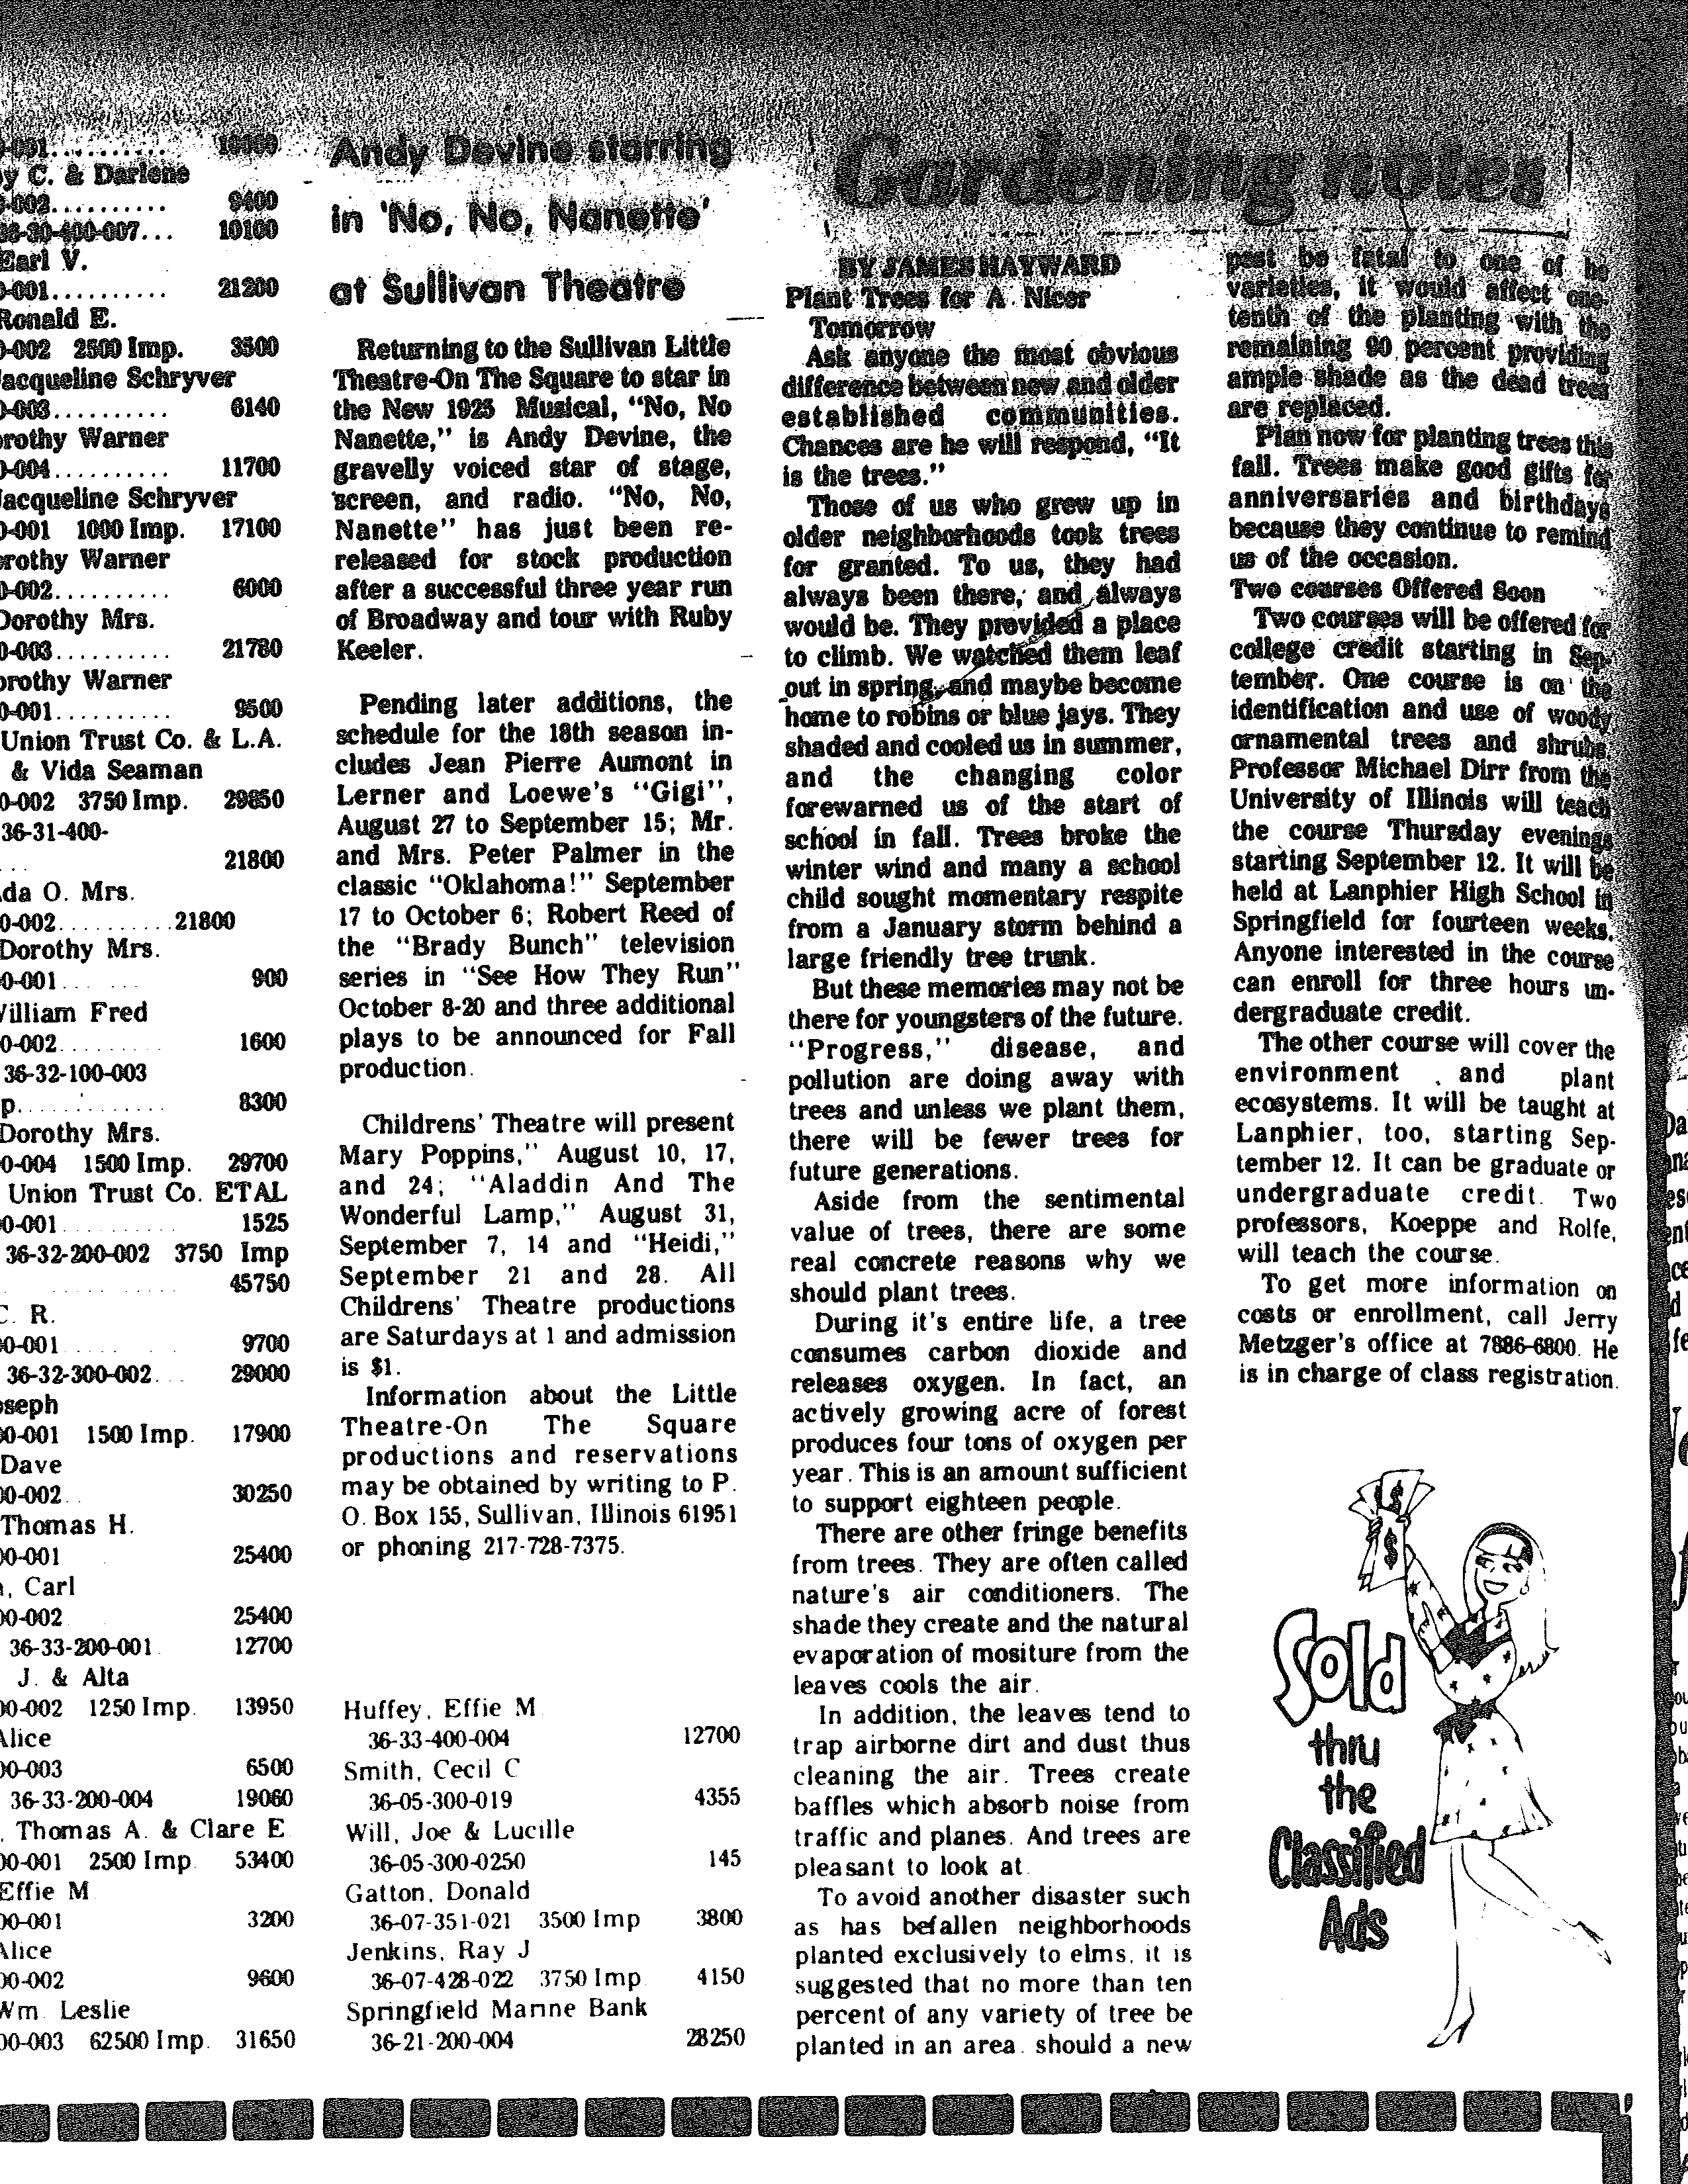 0-001.......... 10060
y C. & Darlene
0-002.......... 9400
36-30-400-007... 10100
Earl V.
0-001.......... 21200
Ronald E.
0-002 2500 Imp. 3500
acqueline Schryver
0-003.......... 6140
orothy Warner
0-004.......... 11700
Jacqueline Schryver
0-001 1000 Imp. 17100
orothy Warner
0-002.......... 6000
Dorothy Mrs.
0-003.......... 21780
orothy Warner
0-001.......... 9500
Union Trust Co. & L.A.
& Vida Seaman
0-002 3750 Imp. 29850
36-31-400-
... 21800
da O. Mrs.
0-002..........21800
Dorothy Mrs.
0-001... 900
William Fred
0-002.......... 1600
36-32-100-003
p.............. 8300
Dorothy Mrs.
0-004 1500 Imp. 29700
Union Trust Co. ET AL
0-001.......... 1525
36-32-200-002 3750 Imp
45750
C. R.
00-001 9700
36-32-300-002... 29000
oseph
00-001 1500 Imp. 17900
Dave
00-002.. 30250
Thomas H.
00-001 25400
, Carl
00-002 25400
36-33-200-001 12700
J. & Alta
00-002 1250 Imp. 13950
Alice
00-003 6500
36-33-200-004 19060
, Thomas A. & Clare E
00-001 2500 Imp 53400
Effie M
00-001 3200
Alice
00-002 9600
Wm. Leslie
00-003 62500 Imp. 31650
Andy Devine starring
in 'No, No, Nanette'
at Sullivan Theatre
Returning to the Sullivan Little
Theatre-On The Square to star in
the New 1925 Musical, "No, No
Nanette," is Andy Devine, the
gravelly voiced star of stage,
screen, and radio. "No, No,
Nanette" has just been re-
released for stock production
after a successful three year run
of Broadway and tour with Ruby
Keeler.
Pending later additions, the
schedule for the 18th season in-
cludes Jean Pierre Aumont in
Lerner and Loewe's "Gigi",
August 27 to September 15; Mr.
and Mrs. Peter Palmer in the
classic "Oklahoma!" September
17 to October 6; Robert Reed of
the "Brady Bunch" television
series in "See How They Run"
October 8-20 and three additional
plays to be announced for Fall
production.
Childrens' Theatre will present
Mary Poppins," August 10, 17,
and 24; "Aladdin And The
Wonderful Lamp," August 31,
September 7, 14 and "Heidi,"
September 21 and 28. All
Childrens' Theatre productions
are Saturdays at 1 and admission
is $1.
Information about the Little
Theatre-On The Square
productions and reservations
may be obtained by writing to P.
O. Box 155, Sullivan, Illinois 61951
or phoning 217-728-7375.
Huffey, Effie M
36-33-400-004 12700
Smith, Cecil C
36-05-300-019 4355
Will, Joe & Lucille
36-05-300-0250 145
Gatton, Donald
36-07-351-021 3500 Imp 3800
Jenkins, Ray J
36-07-428-022 3750 Imp 4150
Springfield Marine Bank
36-21-200-004 28250
Gardening notes
BY JAMES HAYWARD
Plant Trees for A Nicer
Tomorrow
Ask anyone the most obvious
difference between new and older
established communities.
Chances are he will respond, "It
is the trees."
Those of us who grew up in
older neighborhoods took trees
for granted. To us, they had
always been there, and always
would be. They provided a place
to climb. We watched them leaf
out in spring, and maybe become
home to robins or blue jays. They
shaded and cooled us in summer,
and the changing color
forewarned us of the start of
school in fall. Trees broke the
winter wind and many a school
child sought momentary respite
from a January storm behind a
large friendly tree trunk.
But these memories may not be
there for youngsters of the future.
"Progress," disease, and
pollution are doing away with
trees and unless we plant them,
there will be fewer trees for
future generations.
Aside from the sentimental
value of trees, there are some
real concrete reasons why we
should plant trees.
During it's entire life, a tree
consumes carbon dioxide and
releases oxygen. In fact, an
actively growing acre of forest
produces four tons of oxygen per
year. This is an amount sufficient
to support eighteen people.
There are other fringe benefits
from trees. They are often called
nature's air conditioners. The
shade they create and the natural
evaporation of mositure from the
leaves cools the air.
In addition, the leaves tend to
trap airborne dirt and dust thus
cleaning the air. Trees create
baffles which absorb noise from
traffic and planes. And trees are
pleasant to look at.
To avoid another disaster such
as has befallen neighborhoods
planted exclusively to elms, it is
suggested that no more than ten
percent of any variety of tree be
planted in an area. should a new
pest be fatal to one of he
varieties, it would affect one-
tenth of the planting with the
remaining 90 percent providing
ample shade as the dead trees
are replaced.
Plan now for planting trees this
fall. Trees make good gifts for
anniversaries and birthdays
because they continue to remind
us of the occasion.
Two courses Offered Soon
Two courses will be offered for
college credit starting in Sep-
tember. One course is on the
identification and use of woody
ornamental trees and shrubs.
Professor Michael Dirr from the
University of Illinois will teach
the course Thursday evenings
starting September 12. It will be
held at Lanphier High School in
Springfield for fourteen weeks.
Anyone interested in the course
can enroll for three hours un-
dergraduate credit.
The other course will cover the
environment and plant
ecosystems. It will be taught at
Lanphier, too, starting Sep-
tember 12. It can be graduate or
undergraduate credit. Two
professors, Koeppe and Rolfe,
will teach the course.
To get more information on
costs or enrollment, call Jerry
Metzger's office at 7886-6800. He
is in charge of class registration.
$ $
$
Sold
thru
the
Classified
Ads